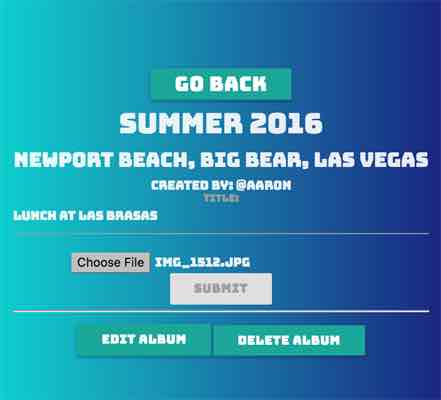 GO BACK
SUMMER 2016
NEWPORT BEACH, BIG BEAR, LAS VEGAS
CREATED BY: @AARON
TITLE:
LUNCH AT LAS BRASAS
Choose File IMG_1512.JPG
SUBMIT
EDIT ALBUM DELETE ALBUM